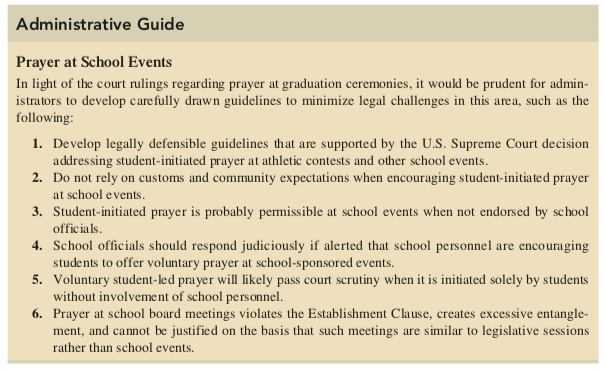 Administrative Guide
Prayer at School Events
In light of the court rulings regarding prayer at graduation ceremonies, it would be prudent for admin-
istrators to develop carefully drawn guidelines to minimize legal challenges in this area, such as the
following:
1. Develop legally defensible guidelines that are supported by the U.S. Supreme Court decision
addressing student-initiated prayer at athletic contests and other school events.
2. Do not rely on customs and community expectations when encouraging student-initiated prayer
at school events.
3. Student-initiated prayer is probably permissible at school events when not endorsed by school
officials.
4. School officials should respond judiciously if alerted that school personnel are encouraging
students to offer voluntary prayer at school-sponsored events.
5. Voluntary student-led prayer will likely pass court scrutiny when it is initiated solely by students
without involvement of school personnel.
6. Prayer at school board meetings violates the Establishment Clause, creates excessive entangle-
ment, and cannot be justified on the basis that such meetings are similar to legislative sessions
rather than school events.